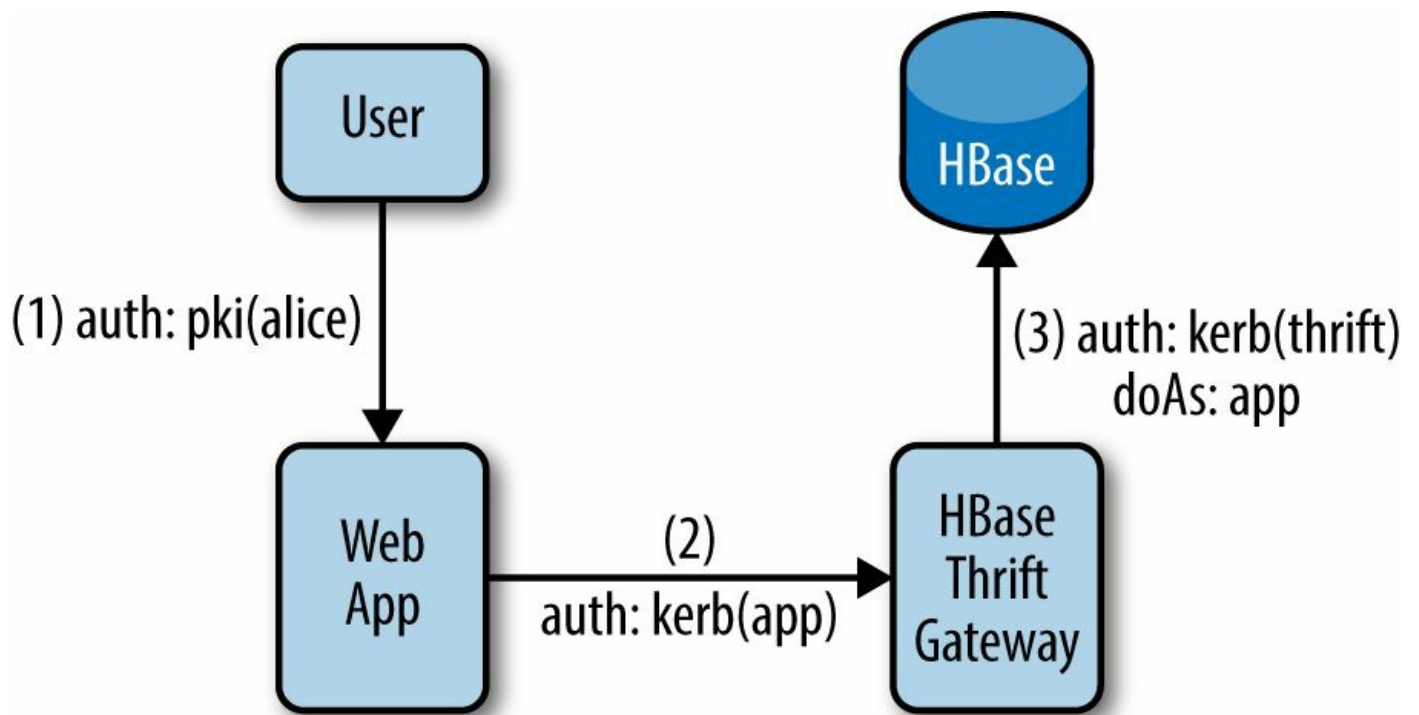 User
HBase
(1) auth: pki(alice)
(3) auth: kerb(thrift)
doAs: app
Web
App
(2)
auth: kerb(app)
HBase
Thrift
Gateway